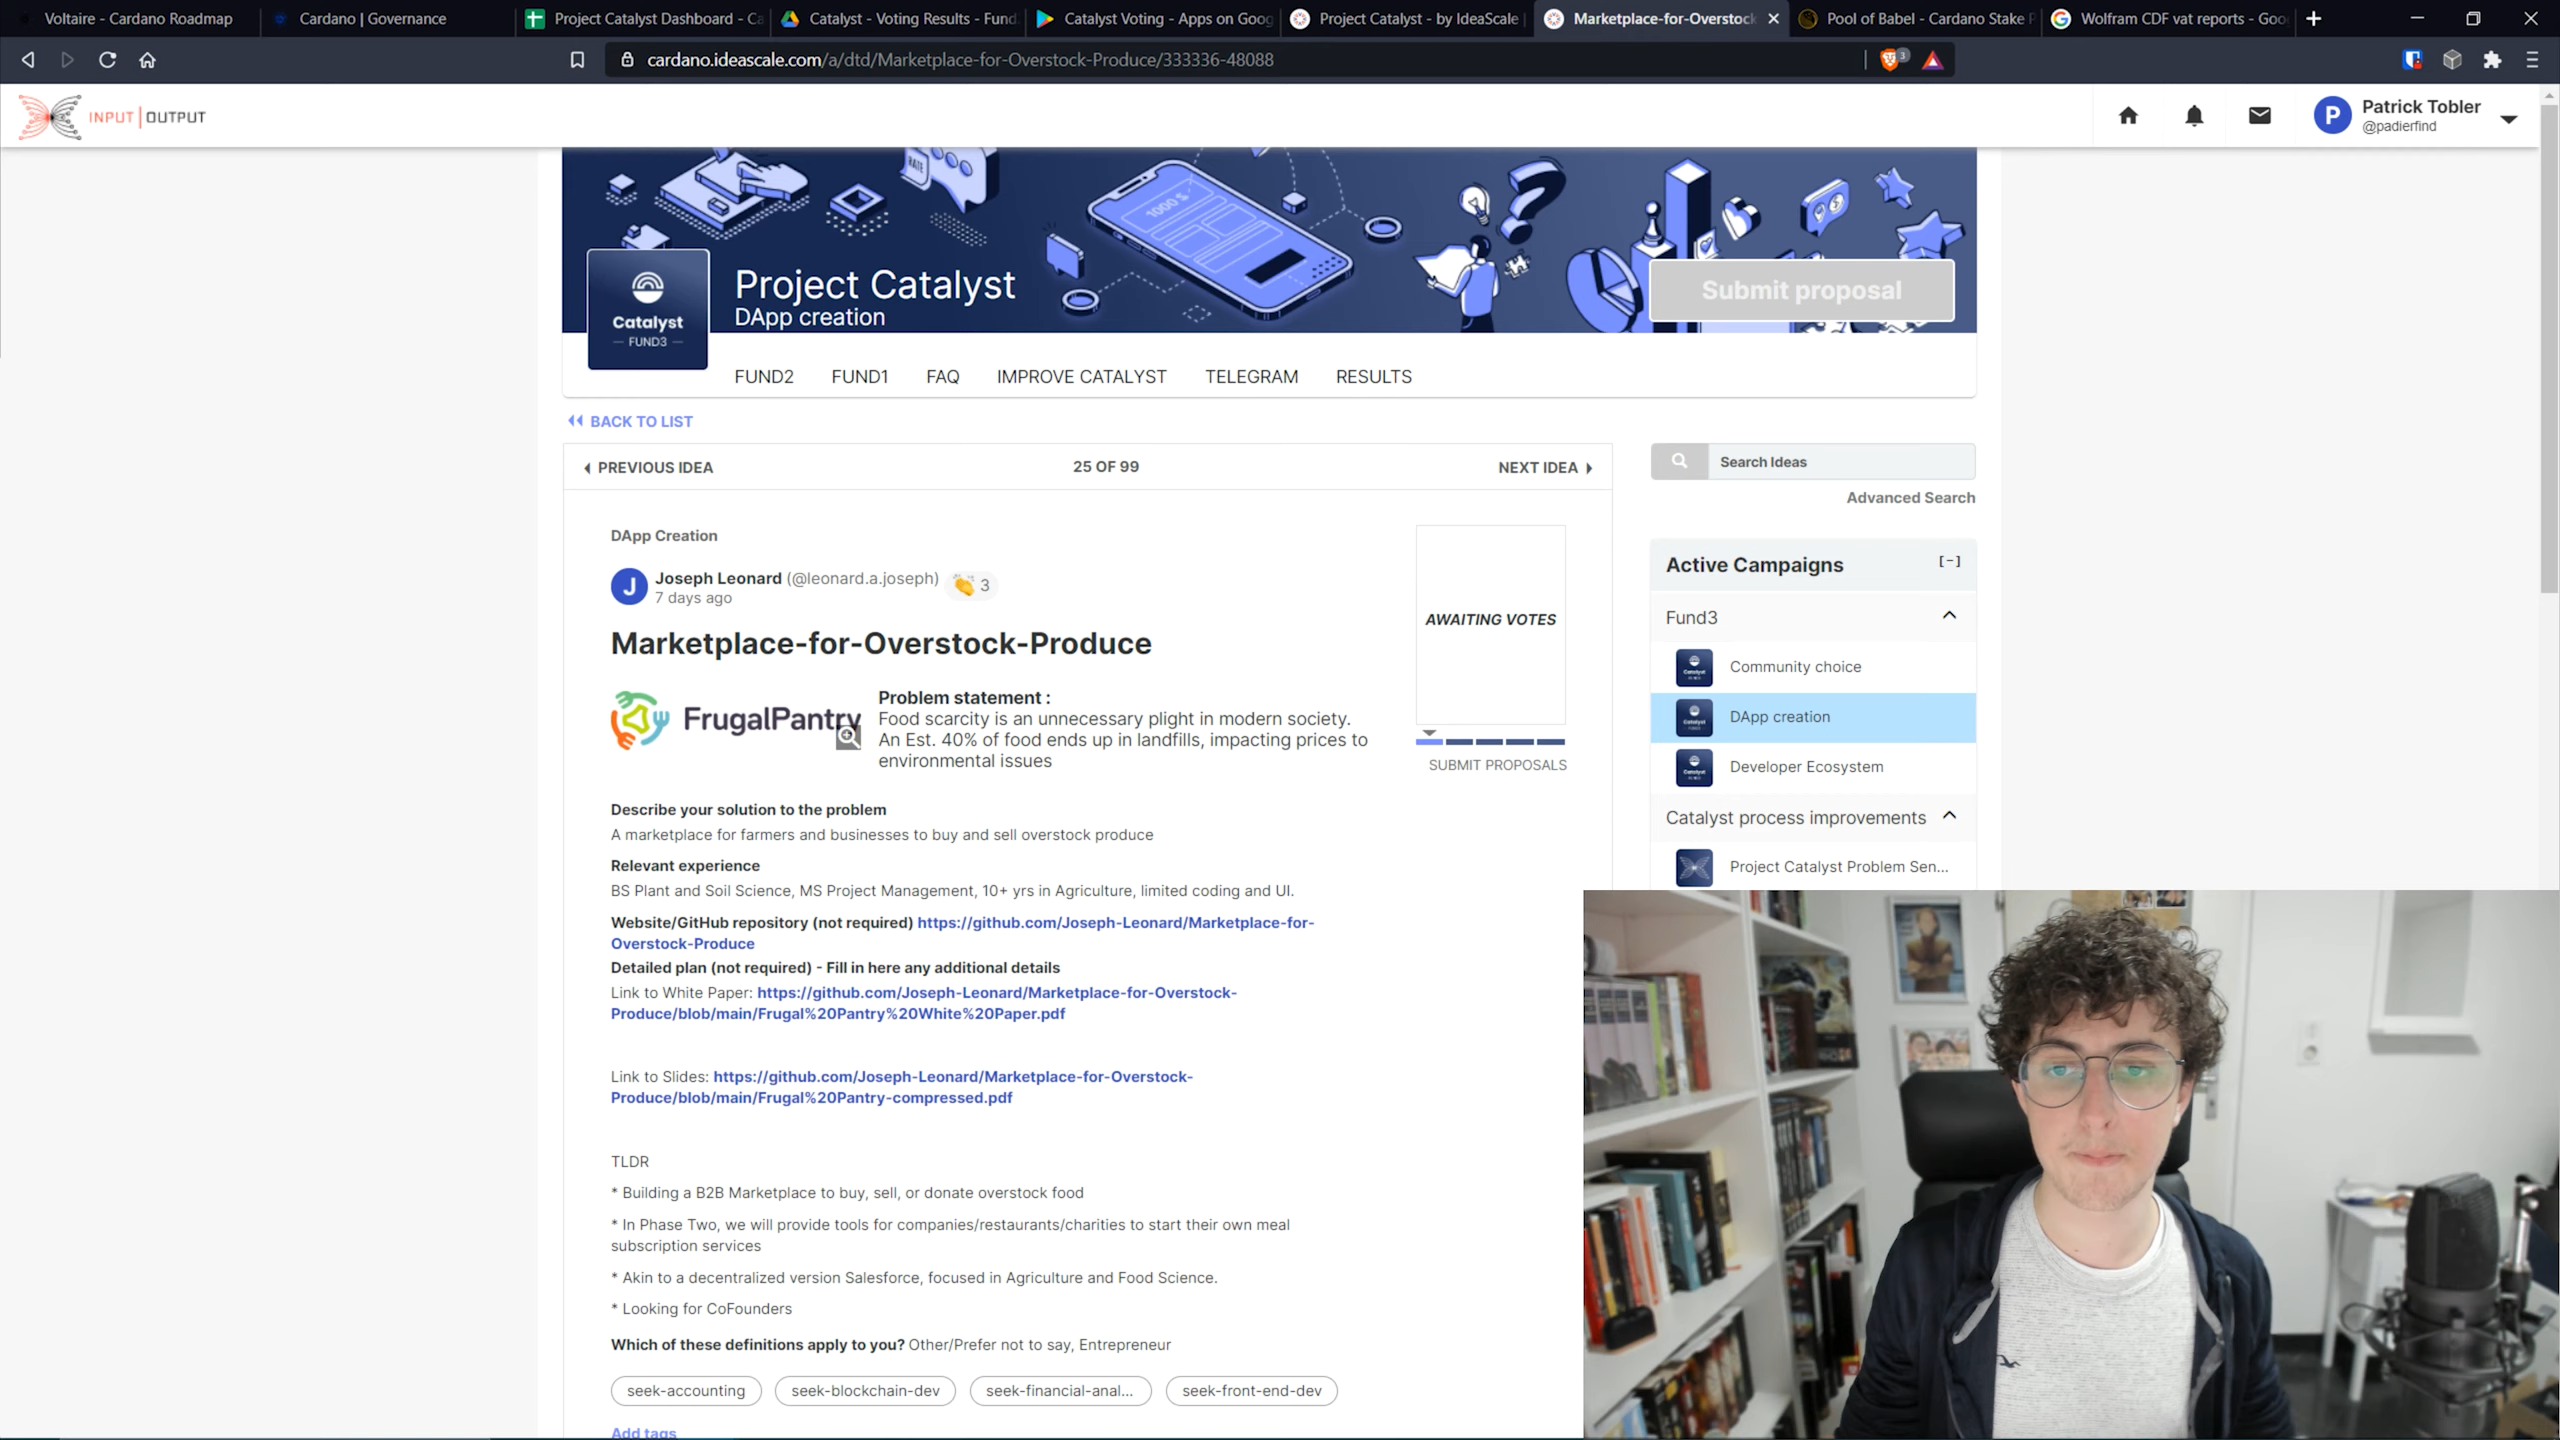 Voltaire - Cardano Roadmap
Cardano | Governance
Project Catalyst Dashboard - Ca
Catalyst - Voting Results - Fund
Catalyst Voting - Apps on Goog
Project Catalyst - by IdeaScale
Marketplace-for-Overstock
Pool of Babel - Cardano Stake P
Wolfram CDF vat reports - Goo
cardano.ideascale.com/a/dtd/Marketplace-for-Overstock-Produce/333336-48088
3
INPUT | OUTPUT
P
Patrick Tobler
@padierfind
RATE
1000 $
Catalyst
— FUND3 —
Project Catalyst
DApp creation
Submit proposal
FUND2
FUND1
FAQ
IMPROVE CATALYST
TELEGRAM
RESULTS
BACK TO LIST
PREVIOUS IDEA
25 OF 99
NEXT IDEA
Search Ideas
Advanced Search
DApp Creation
J
Joseph Leonard (@leonard.a.joseph)
3
7 days ago
AWAITING VOTES
SUBMIT PROPOSALS
Marketplace-for-Overstock-Produce
FrugalPantry
Problem statement :
Food scarcity is an unnecessary plight in modern society.
An Est. 40% of food ends up in landfills, impacting prices to
environmental issues
Describe your solution to the problem
A marketplace for farmers and businesses to buy and sell overstock produce
Relevant experience
BS Plant and Soil Science, MS Project Management, 10+ yrs in Agriculture, limited coding and UI.
Website/GitHub repository (not required) https://github.com/Joseph-Leonard/Marketplace-for-
Overstock-Produce
Detailed plan (not required) - Fill in here any additional details
Link to White Paper: https://github.com/Joseph-Leonard/Marketplace-for-Overstock-
Produce/blob/main/Frugal%20Pantry%20White%20Paper.pdf
Link to Slides: https://github.com/Joseph-Leonard/Marketplace-for-Overstock-
Produce/blob/main/Frugal%20Pantry-compressed.pdf
TLDR
* Building a B2B Marketplace to buy, sell, or donate overstock food
* In Phase Two, we will provide tools for companies/restaurants/charities to start their own meal
subscription services
* Akin to a decentralized version Salesforce, focused in Agriculture and Food Science.
* Looking for CoFounders
Which of these definitions apply to you? Other/Prefer not to say, Entrepreneur
seek-accounting
seek-blockchain-dev
seek-financial-anal...
seek-front-end-dev
Add tags
Active Campaigns
[-]
Fund3
Community choice
DApp creation
Developer Ecosystem
Catalyst process improvements
Project Catalyst Problem Sen...